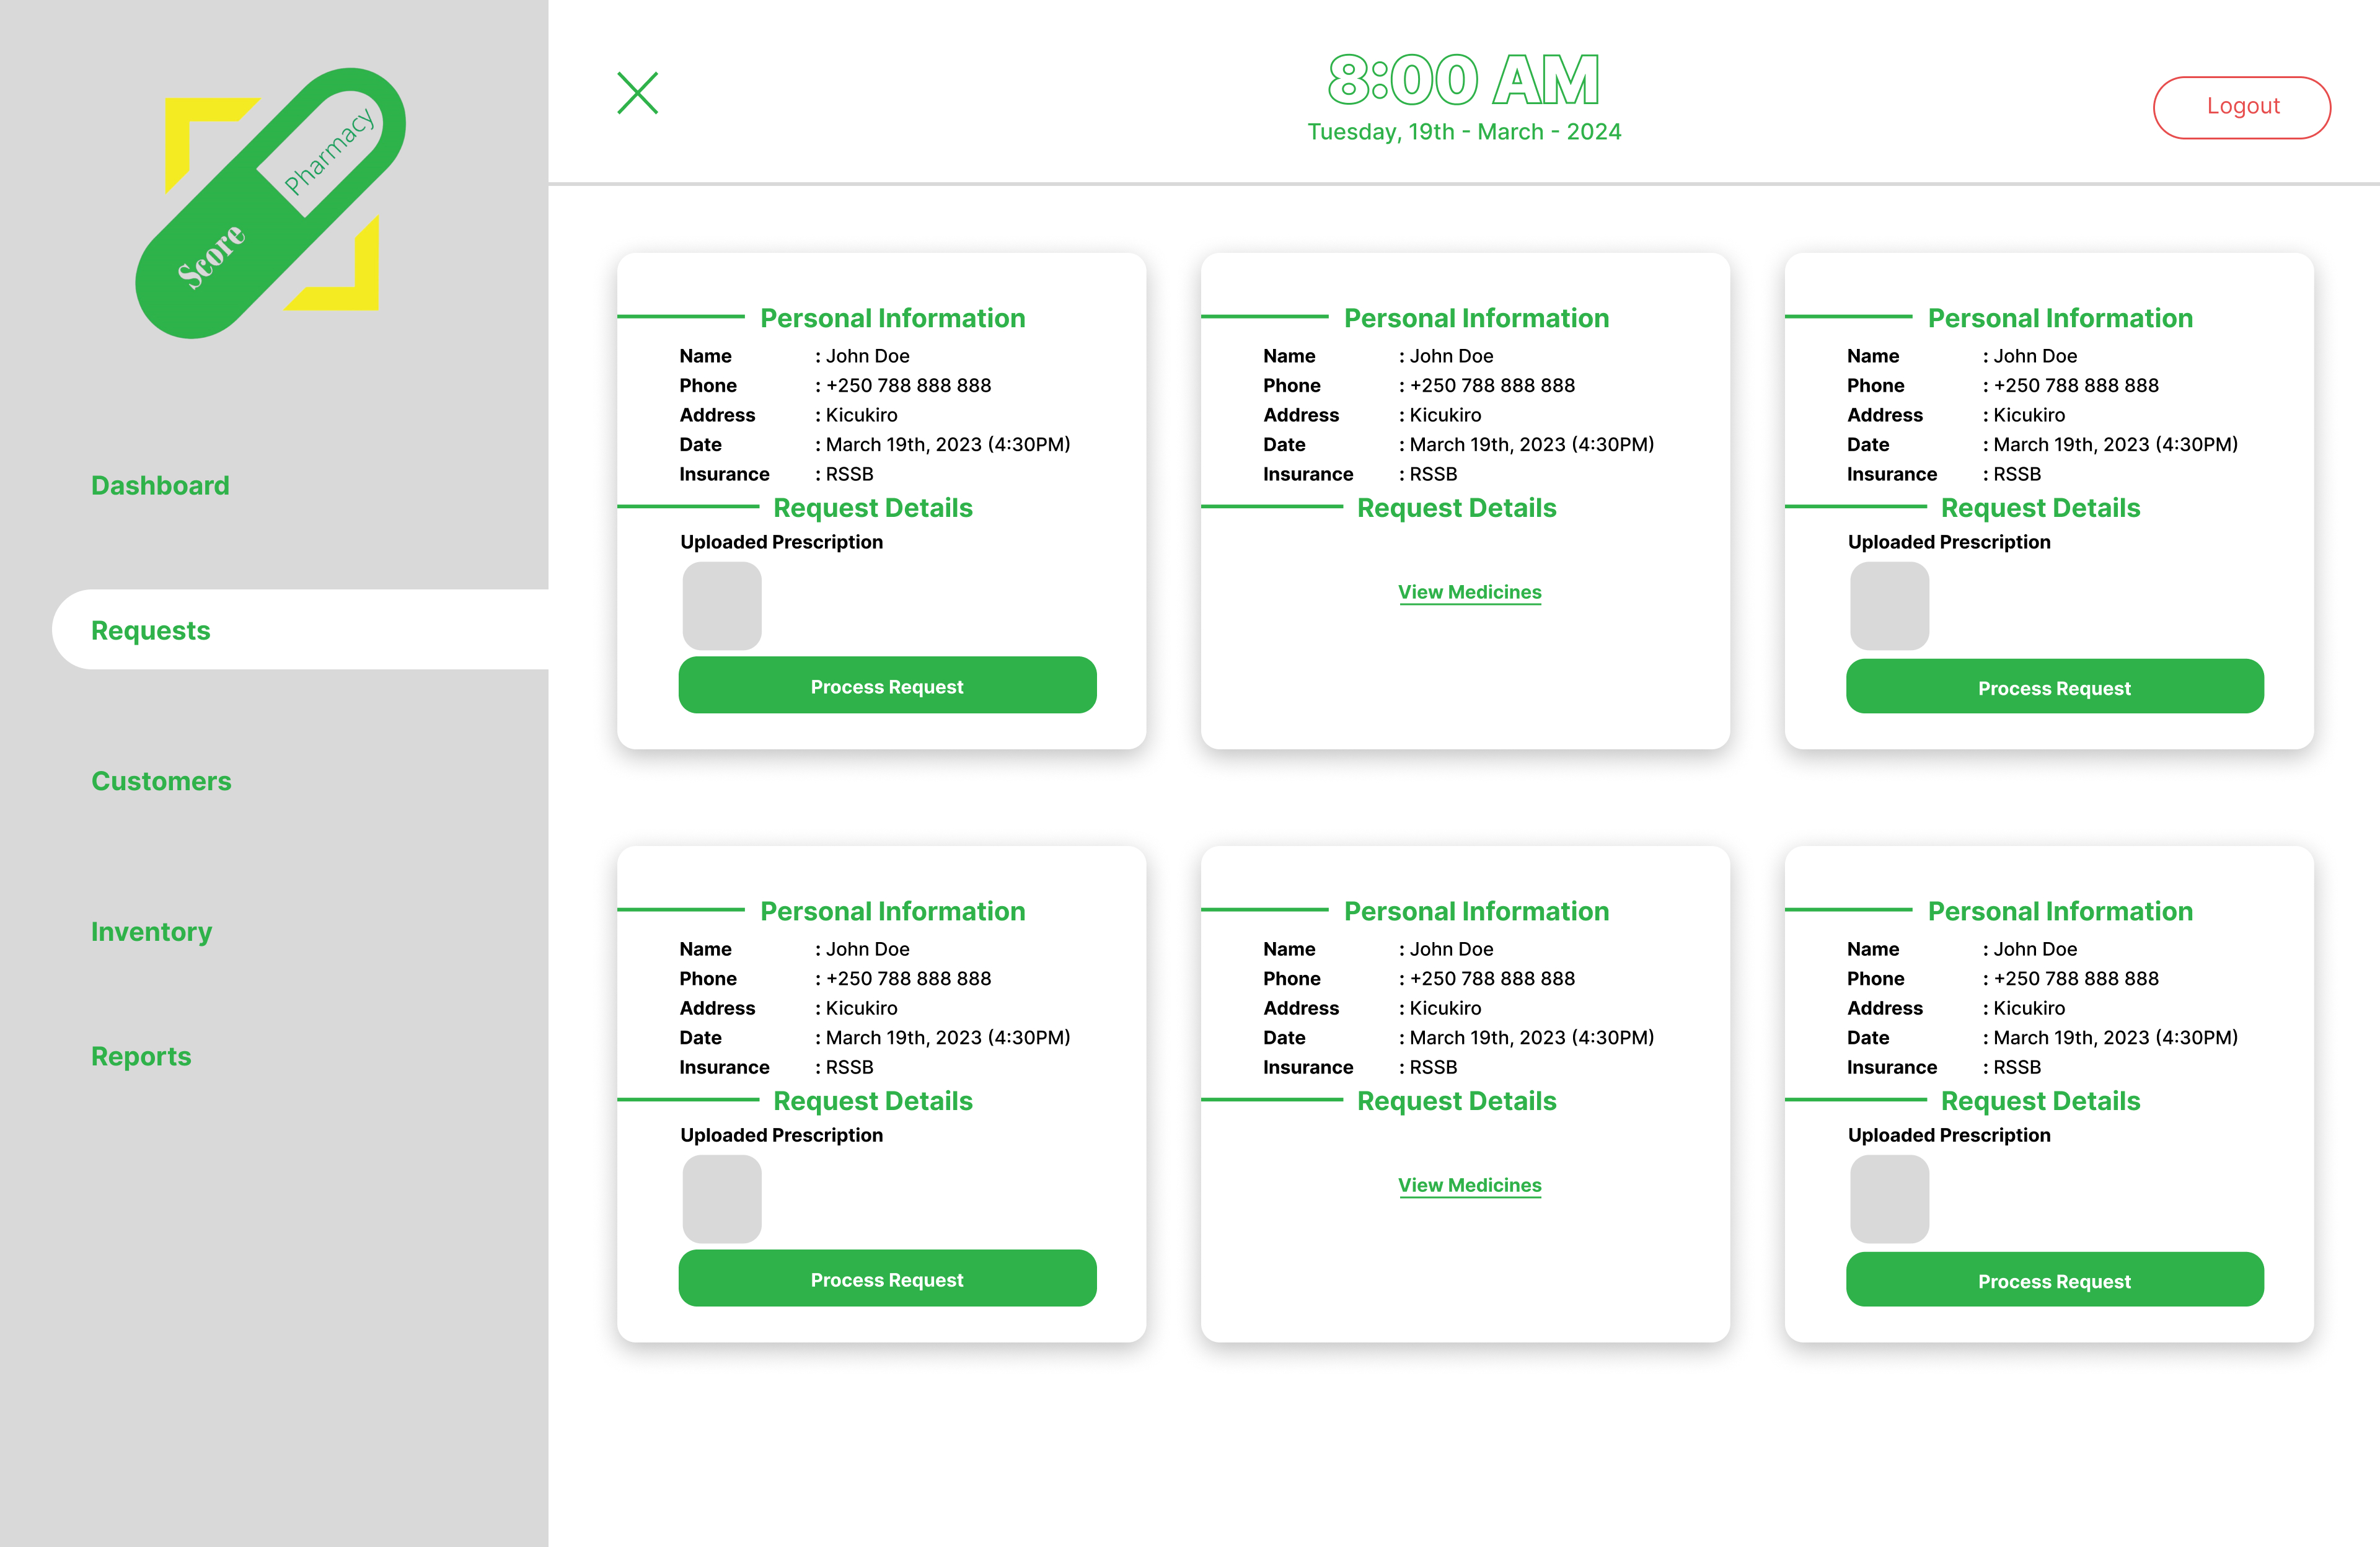 Score
Pharmacy
Dashboard
Requests
Customers
Inventory
Reports
8:00 AM
Tuesday, 19th - March - 2024
Logout
Personal Information
Name : John Doe
Phone : +250 788 888 888
Address : Kicukiro
Date : March 19th, 2023 (4:30PM)
Insurance : RSSB
Request Details
Uploaded Prescription
Process Request
Personal Information
Name : John Doe
Phone : +250 788 888 888
Address : Kicukiro
Date : March 19th, 2023 (4:30PM)
Insurance : RSSB
Request Details
View Medicines
Personal Information
Name : John Doe
Phone : +250 788 888 888
Address : Kicukiro
Date : March 19th, 2023 (4:30PM)
Insurance : RSSB
Request Details
Uploaded Prescription
Process Request
Personal Information
Name : John Doe
Phone : +250 788 888 888
Address : Kicukiro
Date : March 19th, 2023 (4:30PM)
Insurance : RSSB
Request Details
Uploaded Prescription
Process Request
Personal Information
Name : John Doe
Phone : +250 788 888 888
Address : Kicukiro
Date : March 19th, 2023 (4:30PM)
Insurance : RSSB
Request Details
View Medicines
Personal Information
Name : John Doe
Phone : +250 788 888 888
Address : Kicukiro
Date : March 19th, 2023 (4:30PM)
Insurance : RSSB
Request Details
Uploaded Prescription
Process Request